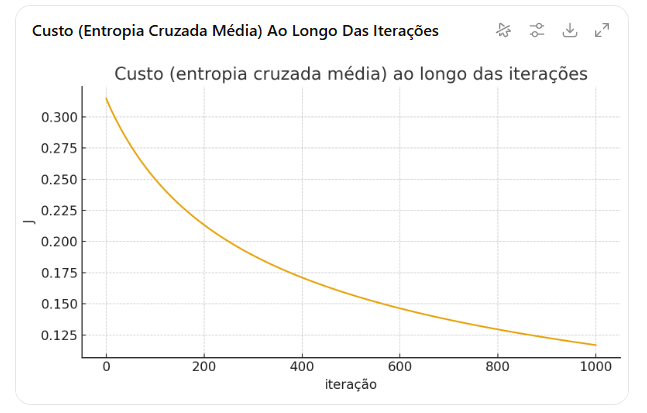 Custo (Entropia Cruzada Média) Ao Longo Das Iterações
Custo (entropia cruzada média) ao longo das iterações
0.300
0.275
0.250
0.225
0.200
0.175
0.150
0.125
J
0 200 400 600 800 1000
iteração